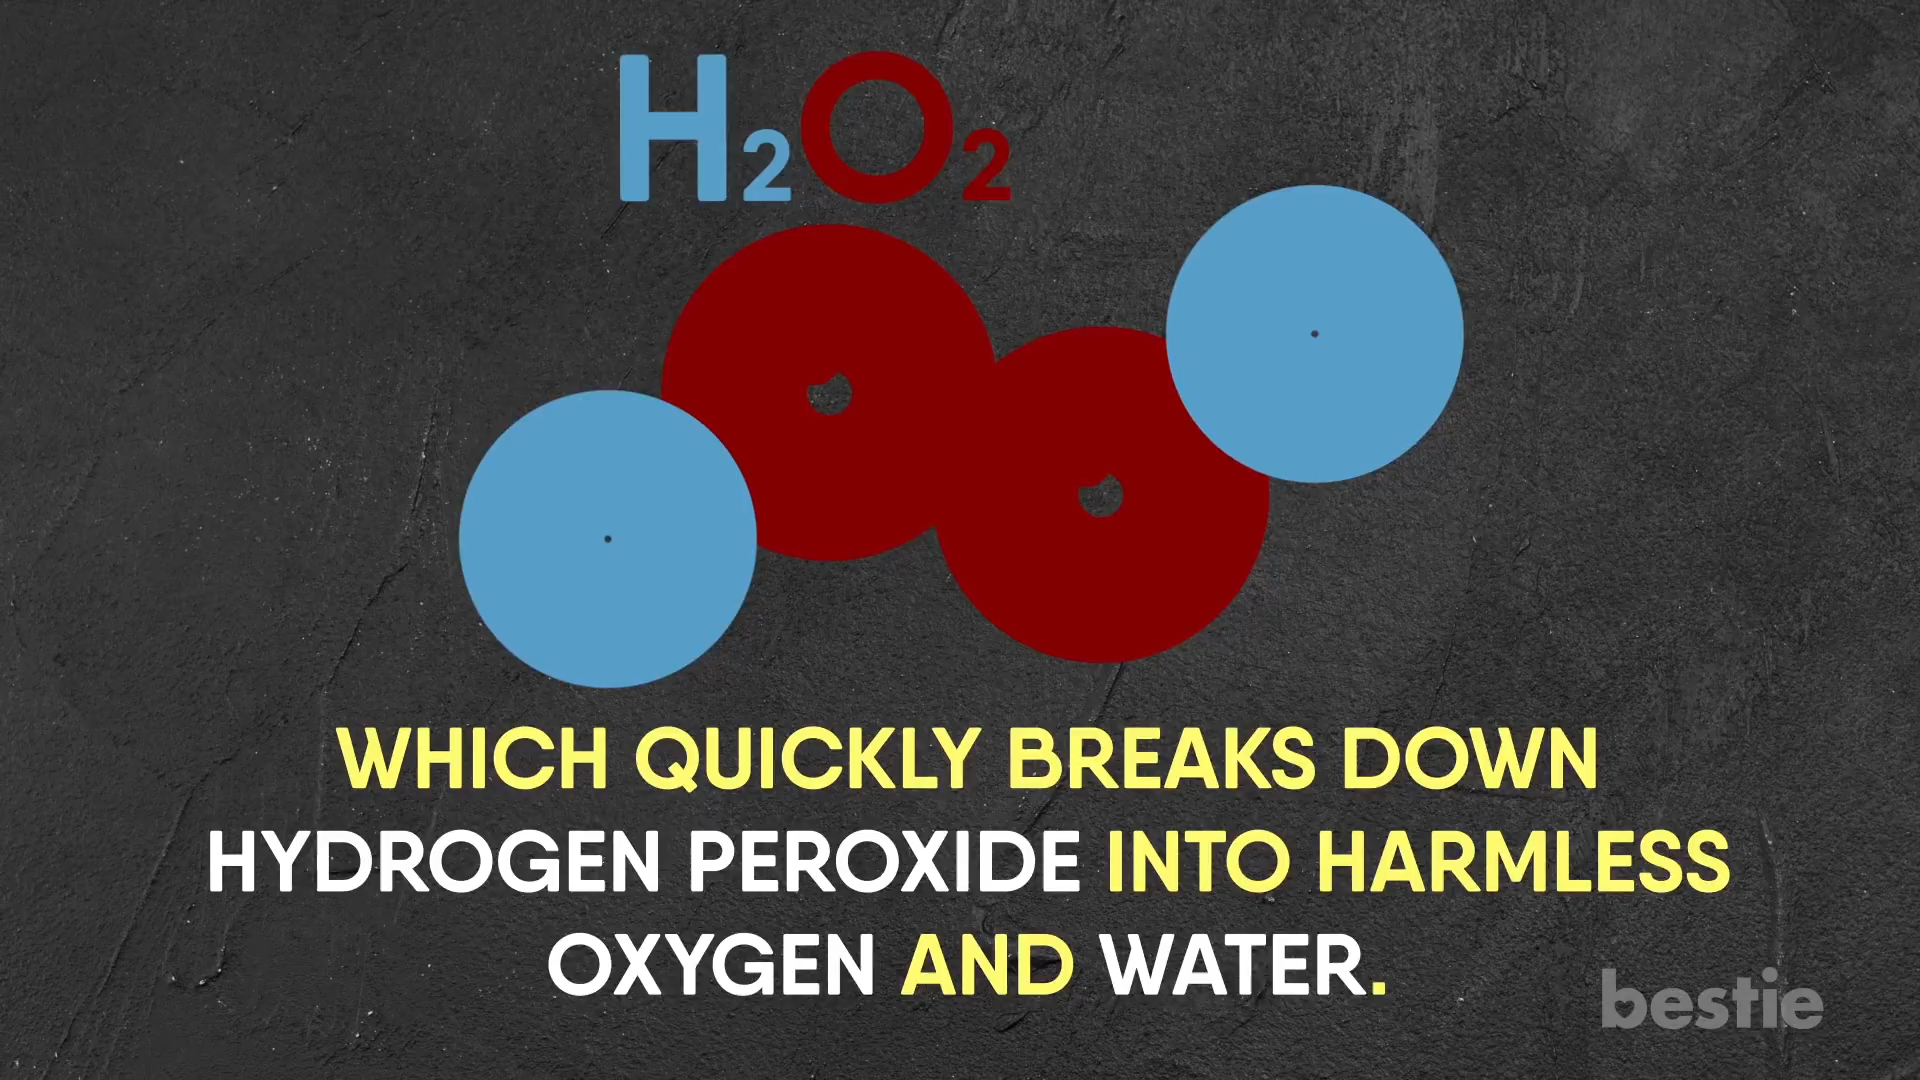 H2O2
WHICH QUICKLY BREAKS DOWN
HYDROGEN PEROXIDE INTO HARMLESS
OXYGEN AND WATER.
bestie